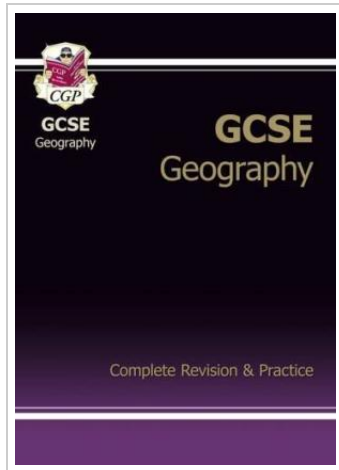 CGP
GCSE
Geography
GCSE
Geography
Complete Revision & Practice